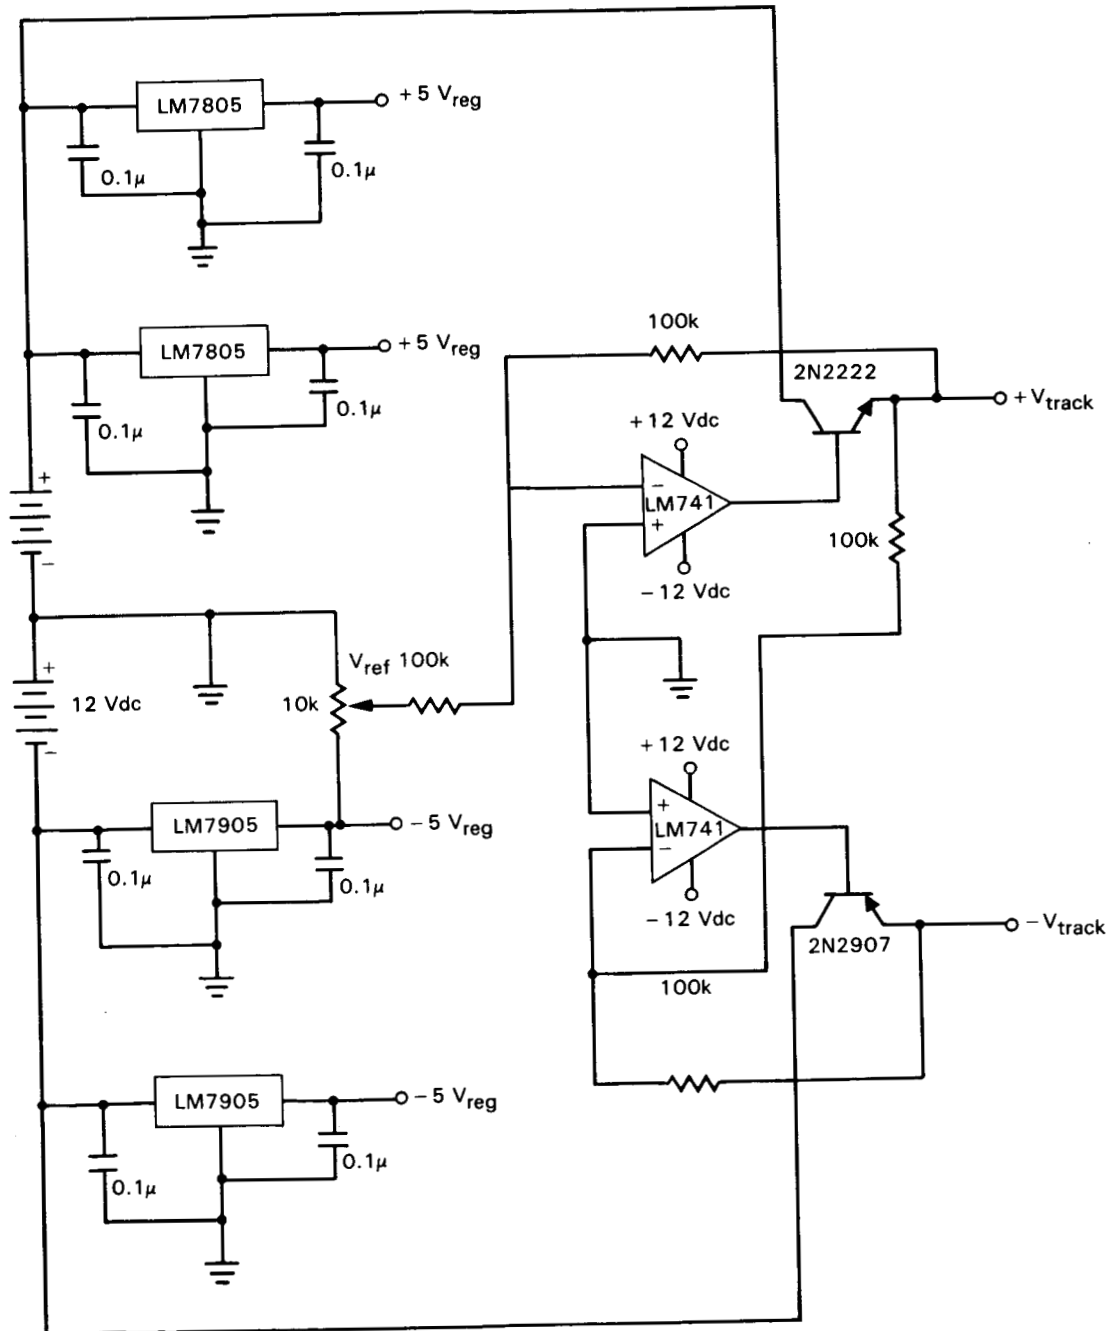 LM7805
+5 Vreg
0.1μ
0.1μ
LM7805
+5 Vreg
0.1μ
0.1μ
100k
2N2222
+Vtrack
+12 Vdc
−
LM741
+
−12 Vdc
100k
+
−
+
12 Vdc
−
Vref 100k
10k
+12 Vdc
+
LM741
−
−12 Vdc
LM7905
−5 Vreg
0.1μ
0.1μ
2N2907
−Vtrack
100k
LM7905
−5 Vreg
0.1μ
0.1μ